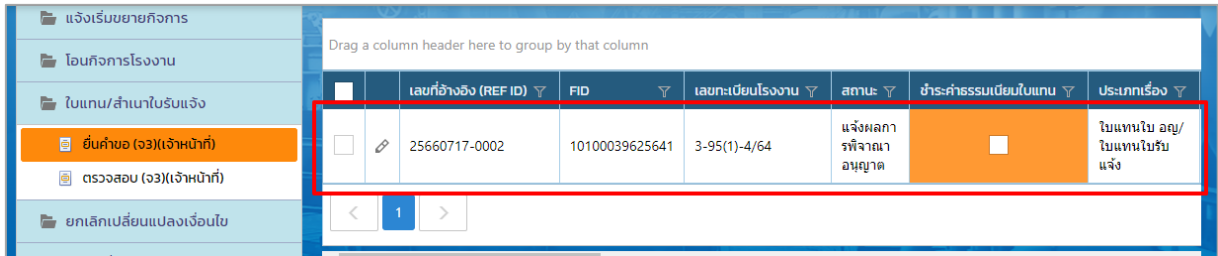 แจ้งเริ่มขยายกิจการ
โอนกิจการโรงงาน
ใบแทน/สำเนาใบรับแจ้ง
ยื่นคำขอ (จ3)(เจ้าหน้าที่)
ตรวจสอบ (จ3)(เจ้าหน้าที่)
ยกเลิกเปลี่ยนแปลงเงื่อนไข
Drag a column header here to group by that column
เลขที่อ้างอิง (REF ID) FID เลขทะเบียนโรงงาน สถานะ ชำระค่าธรรมเนียมใบแทน ประเภทเรื่อง
25660717-0002 10100039625641 3-95(1)-4/64
แจ้งผลกา
รพิจาณา
อนุญาต
ใบแทนใบ อญ/
ใบแทนใบรับ
แจ้ง
1